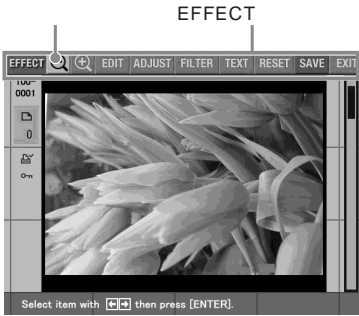 EFFECT
EFFECT EDIT ADJUST FILTER TEXT RESET SAVE EXIT
100-
0001
0
Select item with ←→ then press [ENTER].